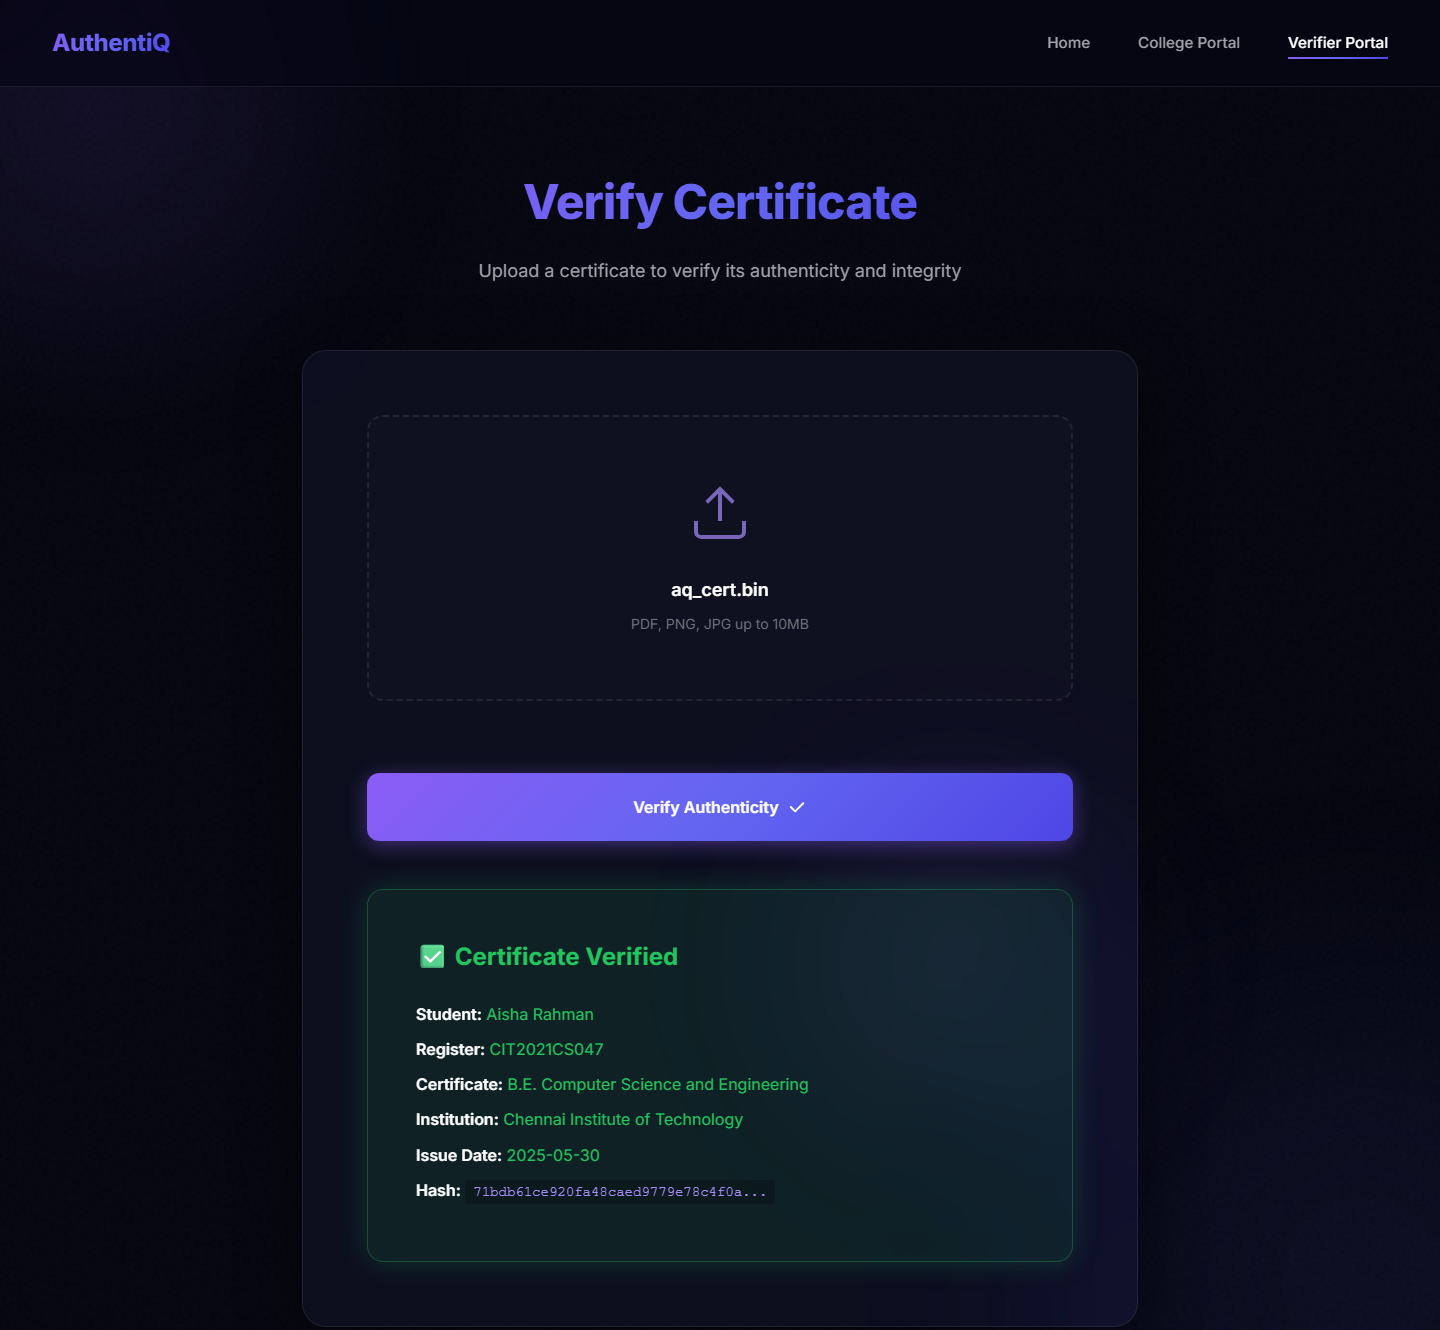 AuthentiQ
Home
College Portal
Verifier Portal
Verify Certificate
Upload a certificate to verify its authenticity and integrity
aq_cert.bin
PDF, PNG, JPG up to 10MB
Verify Authenticity
Certificate Verified
Student: Aisha Rahman
Register: CIT2021CS047
Certificate: B.E. Computer Science and Engineering
Institution: Chennai Institute of Technology
Issue Date: 2025-05-30
Hash: 71bdb61ce920fa48caed9779e78c4f0a...